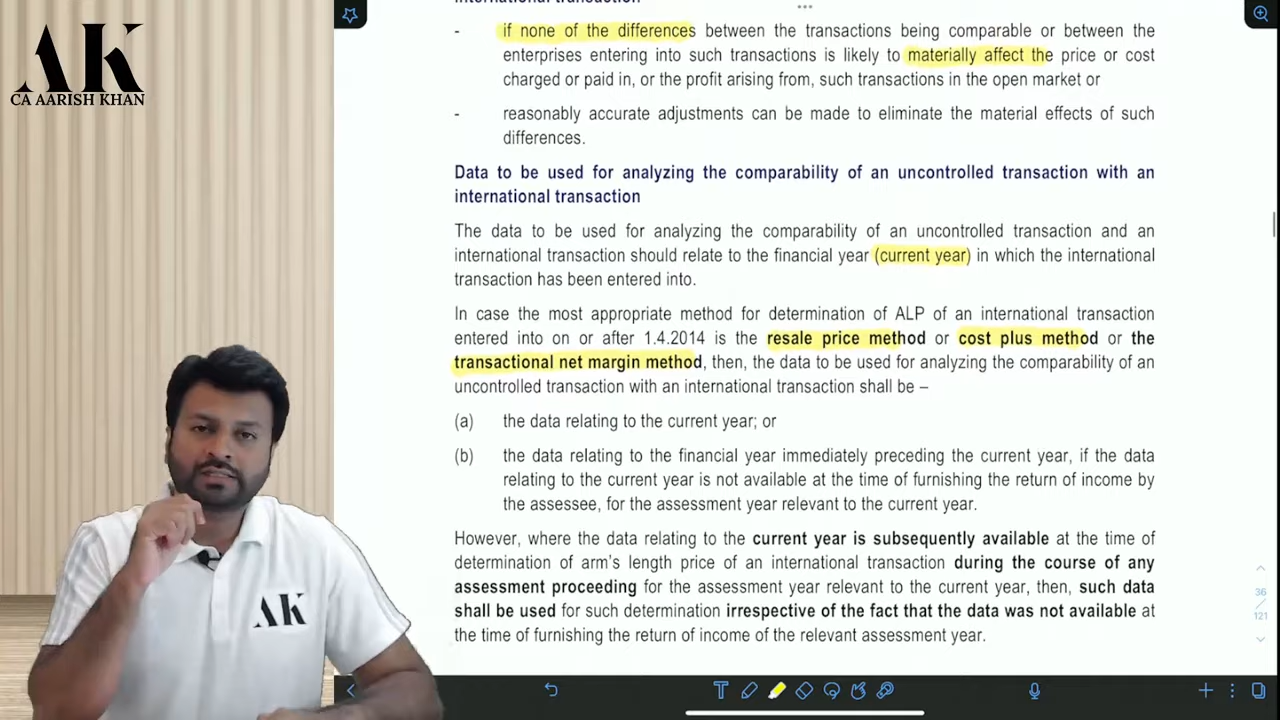 AK
CA AARISH KHAN
international transaction
- if none of the differences between the transactions being comparable or between the
enterprises entering into such transactions is likely to materially affect the price or cost
charged or paid in, or the profit arising from, such transactions in the open market or
- reasonably accurate adjustments can be made to eliminate the material effects of such
differences.
Data to be used for analyzing the comparability of an uncontrolled transaction with an
international transaction
The data to be used for analyzing the comparability of an uncontrolled transaction and an
international transaction should relate to the financial year (current year) in which the international
transaction has been entered into.
In case the most appropriate method for determination of ALP of an international transaction
entered into on or after 1.4.2014 is the resale price method or cost plus method or the
transactional net margin method, then, the data to be used for analyzing the comparability of an
uncontrolled transaction with an international transaction shall be –
(a) the data relating to the current year; or
(b) the data relating to the financial year immediately preceding the current year, if the data
relating to the current year is not available at the time of furnishing the return of income by
the assessee, for the assessment year relevant to the current year.
However, where the data relating to the current year is subsequently available at the time of
determination of arm's length price of an international transaction during the course of any
assessment proceeding for the assessment year relevant to the current year, then, such data
shall be used for such determination irrespective of the fact that the data was not available at
the time of furnishing the return of income of the relevant assessment year.
AK
36
/
121
T